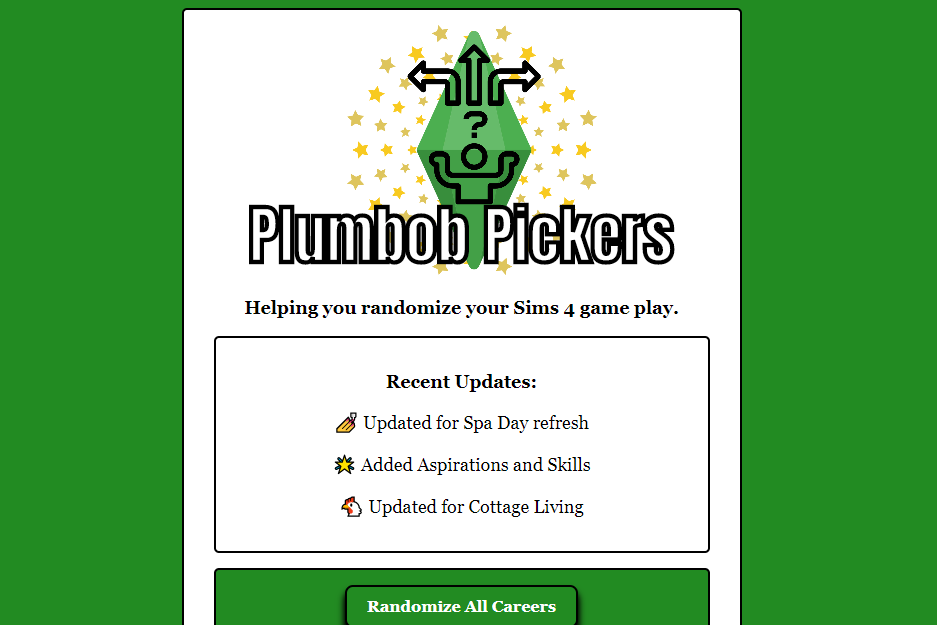 ?
Plumbob Pickers
Helping you randomize your Sims 4 game play.
Recent Updates:
💅 Updated for Spa Day refresh
🌟 Added Aspirations and Skills
🐔 Updated for Cottage Living
Randomize All Careers